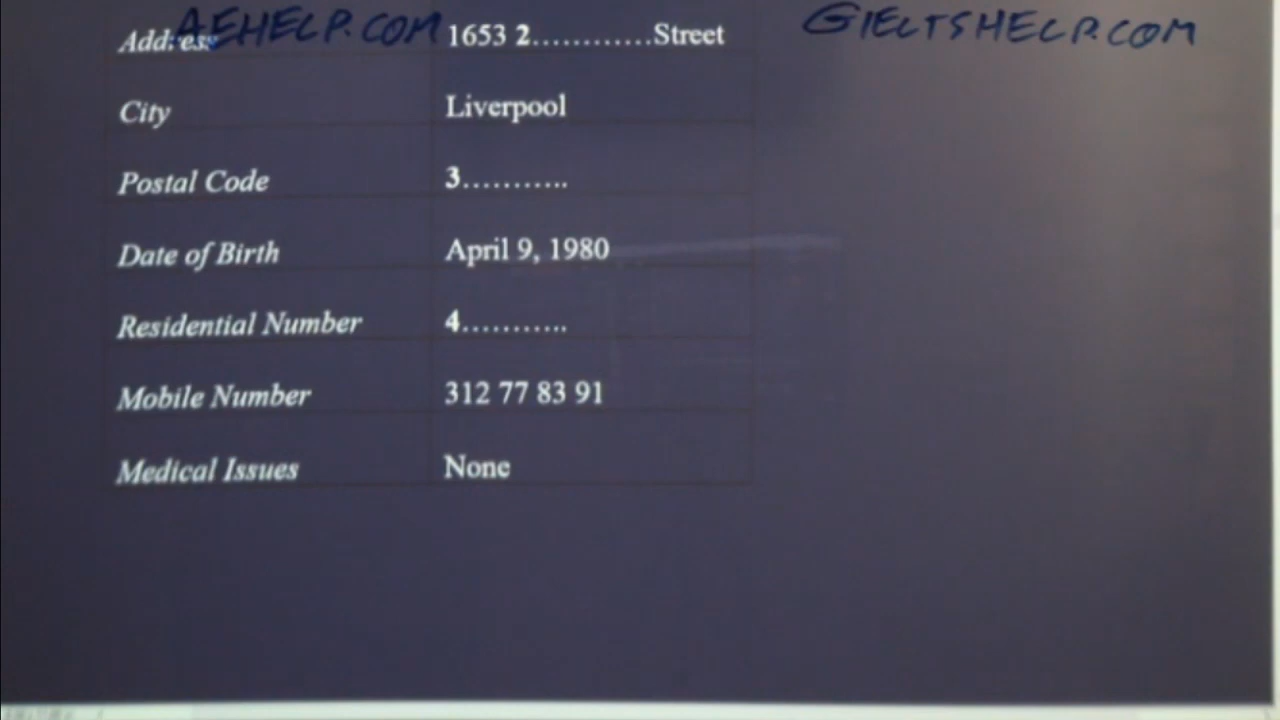 AEHELP.COM GIELTSHELP.COM
Address 1653 2............Street
City Liverpool
Postal Code 3...........
Date of Birth April 9, 1980
Residential Number 4...........
Mobile Number 312 77 83 91
Medical Issues None